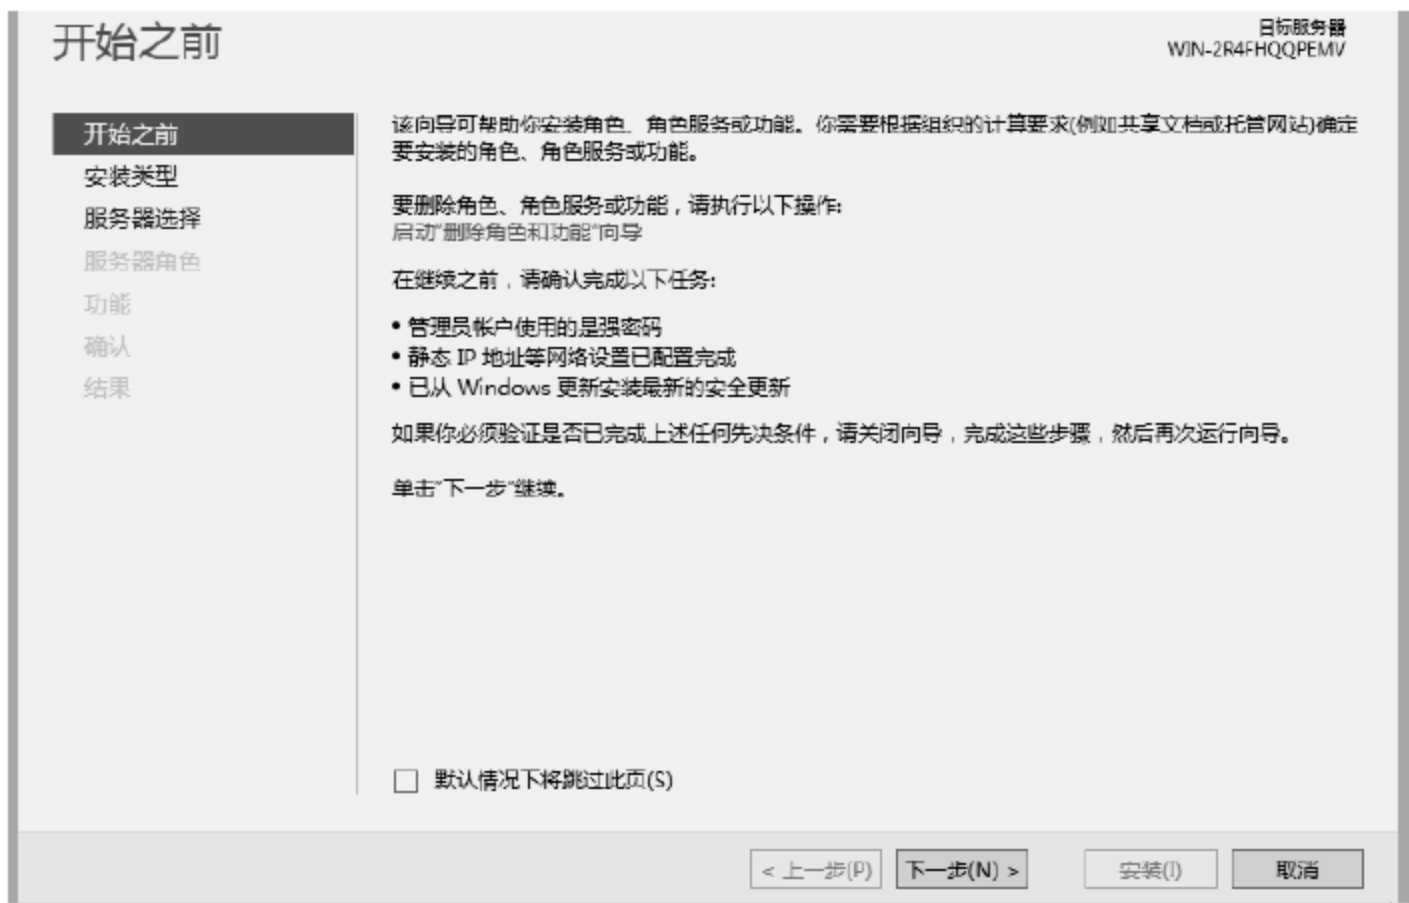 开始之前
目标服务器
WIN-2R4FHQQPEMV
开始之前
安装类型
服务器选择
服务器角色
功能
确认
结果
该向导可帮助你安装角色、角色服务或功能。你需要根据组织的计算要求(例如共享文档或托管网站)确定
要安装的角色、角色服务或功能。
要删除角色、角色服务或功能，请执行以下操作:
启动"删除角色和功能"向导
在继续之前，请确认完成以下任务:
• 管理员帐户使用的是强密码
• 静态 IP 地址等网络设置已配置完成
• 已从 Windows 更新安装最新的安全更新
如果你必须验证是否已完成上述任何先决条件，请关闭向导，完成这些步骤，然后再次运行向导。
单击"下一步"继续。
默认情况下将跳过此页(S)
< 上一步(P)
下一步(N) >
安装(I)
取消